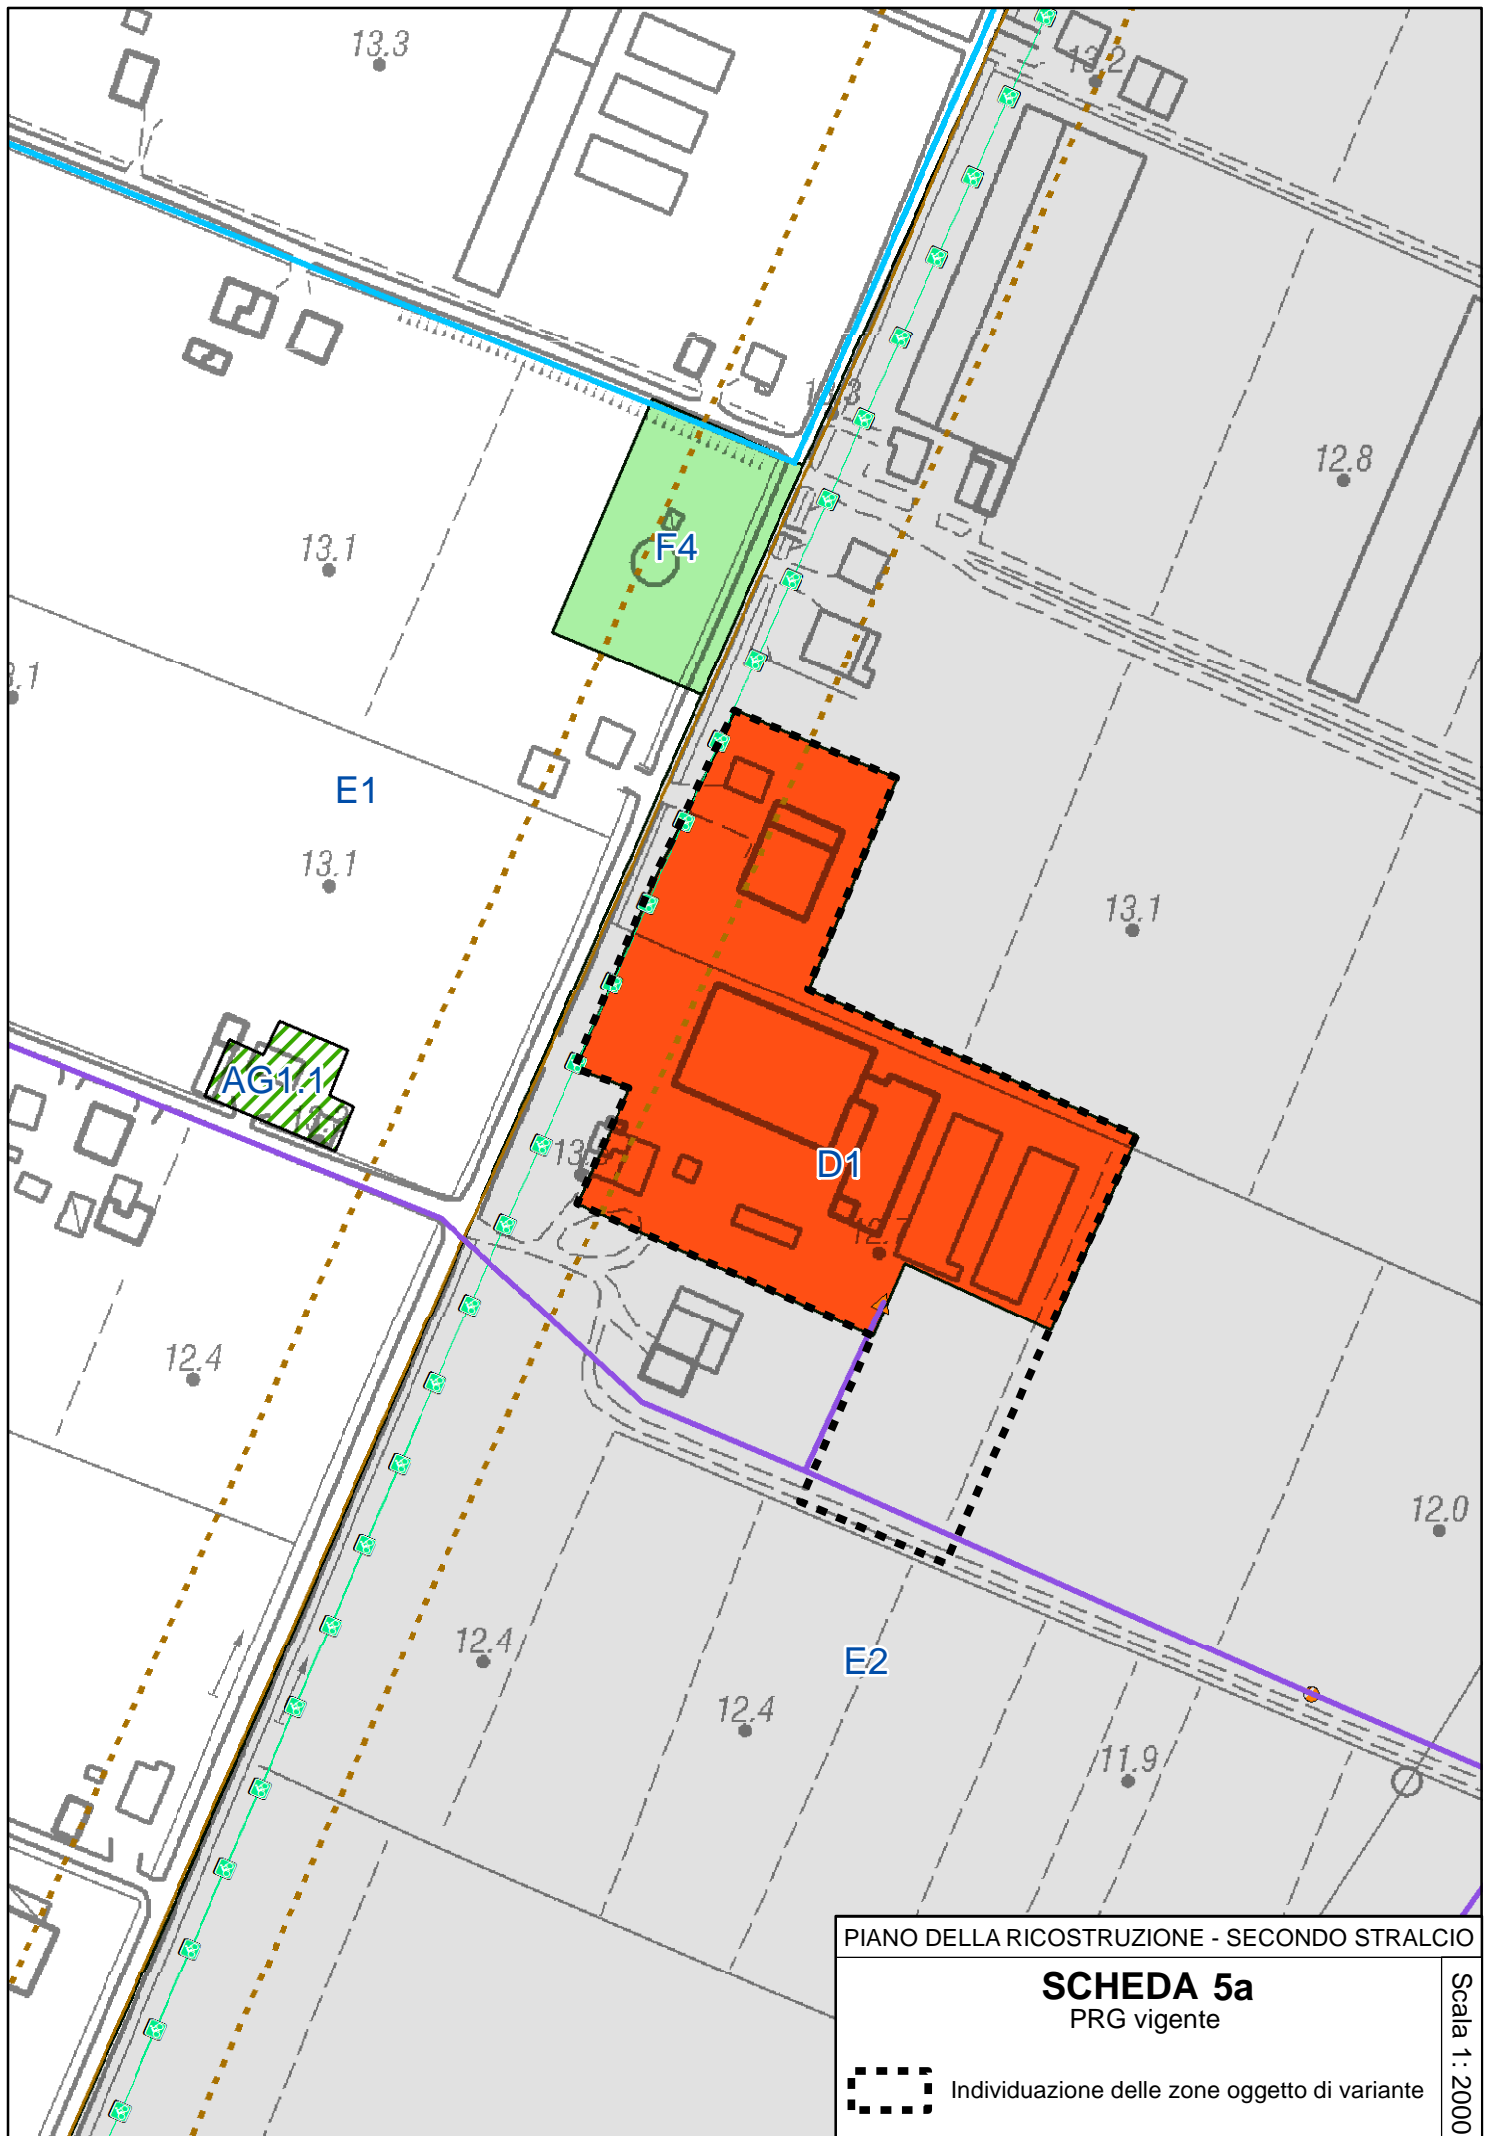 13.3
13.2
12.8
13.1
F4
E1
13.1
13.1
AG1.1
D1
12.7
12.4
12.0
12.4
E2
12.4
11.9
PIANO DELLA RICOSTRUZIONE - SECONDO STRALCIO
SCHEDA 5a
PRG vigente
Individuazione delle zone oggetto di variante
Scala 1: 2000